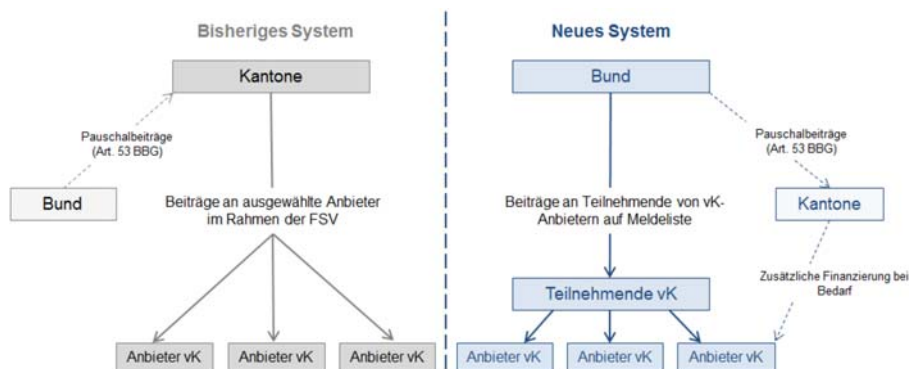 Bisheriges System
Kantone
Pauschalbeiträge
(Art. 53 BBG)
Bund
Beiträge an ausgewählte Anbieter
im Rahmen der FSV
Anbieter vK
Anbieter vK
Anbieter vK
Neues System
Bund
Pauschalbeiträge
(Art. 53 BBG)
Beiträge an Teilnehmende von vK-
Anbietern auf Meldeliste
Kantone
Zusätzliche Finanzierung bei
Bedarf
Teilnehmende vK
Anbieter vK
Anbieter vK
Anbieter vK